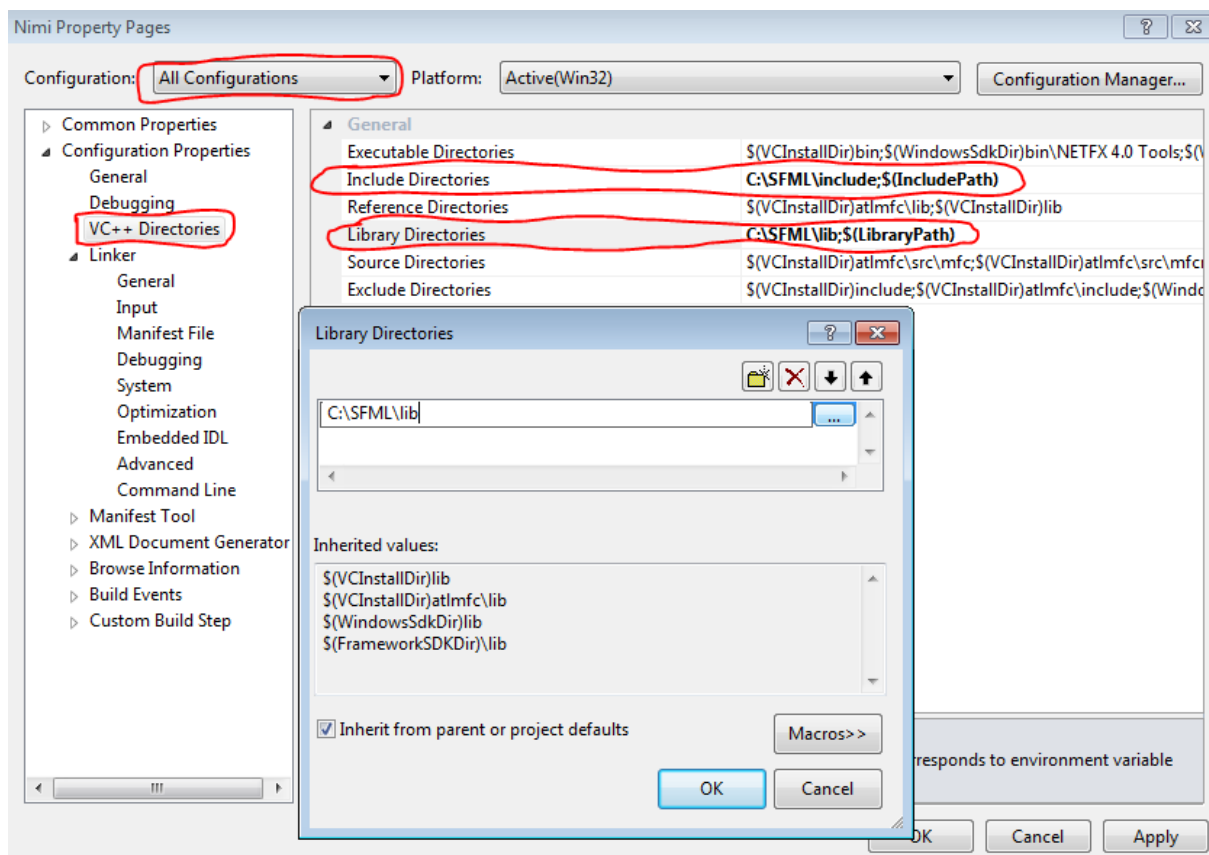 Nimi Property Pages
Configuration: All Configurations Platform: Active(Win32) Configuration Manager...
Common Properties
Configuration Properties
General
Debugging
VC++ Directories
Linker
General
Input
Manifest File
Debugging
System
Optimization
Embedded IDL
Advanced
Command Line
Manifest Tool
XML Document Generator
Browse Information
Build Events
Custom Build Step
General
Executable Directories $(VCInstallDir)bin;$(WindowsSdkDir)bin\NETFX 4.0 Tools;$(\
Include Directories C:\SFML\include;$(IncludePath)
Reference Directories $(VCInstallDir)atlmfc\lib;$(VCInstallDir)lib
Library Directories C:\SFML\lib;$(LibraryPath)
Source Directories $(VCInstallDir)atlmfc\src\mfc;$(VCInstallDir)atlmfc\src\mfc
Exclude Directories $(VCInstallDir)include;$(VCInstallDir)atlmfc\include;$(Windo
Library Directories
C:\SFML\lib
...
Inherited values:
$(VCInstallDir)lib
$(VCInstallDir)atlmfc\lib
$(WindowsSdkDir)lib
$(FrameworkSDKDir)\lib
Inherit from parent or project defaults
Macros>>
OK Cancel
rresponds to environment variable
OK Cancel Apply